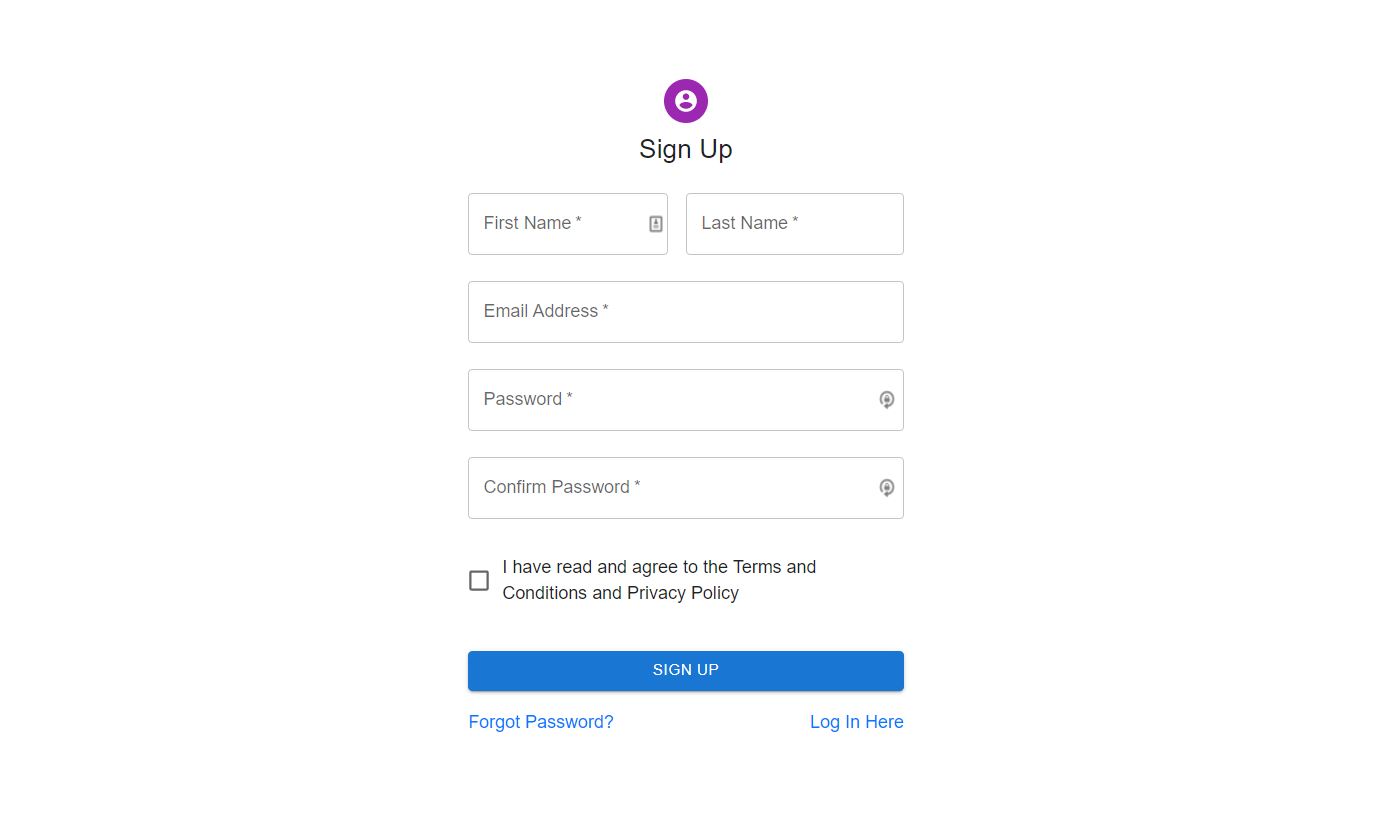 Sign Up
First Name *
Last Name *
Email Address *
Password *
Confirm Password *
I have read and agree to the Terms and
Conditions and Privacy Policy
SIGN UP
Forgot Password?
Log In Here